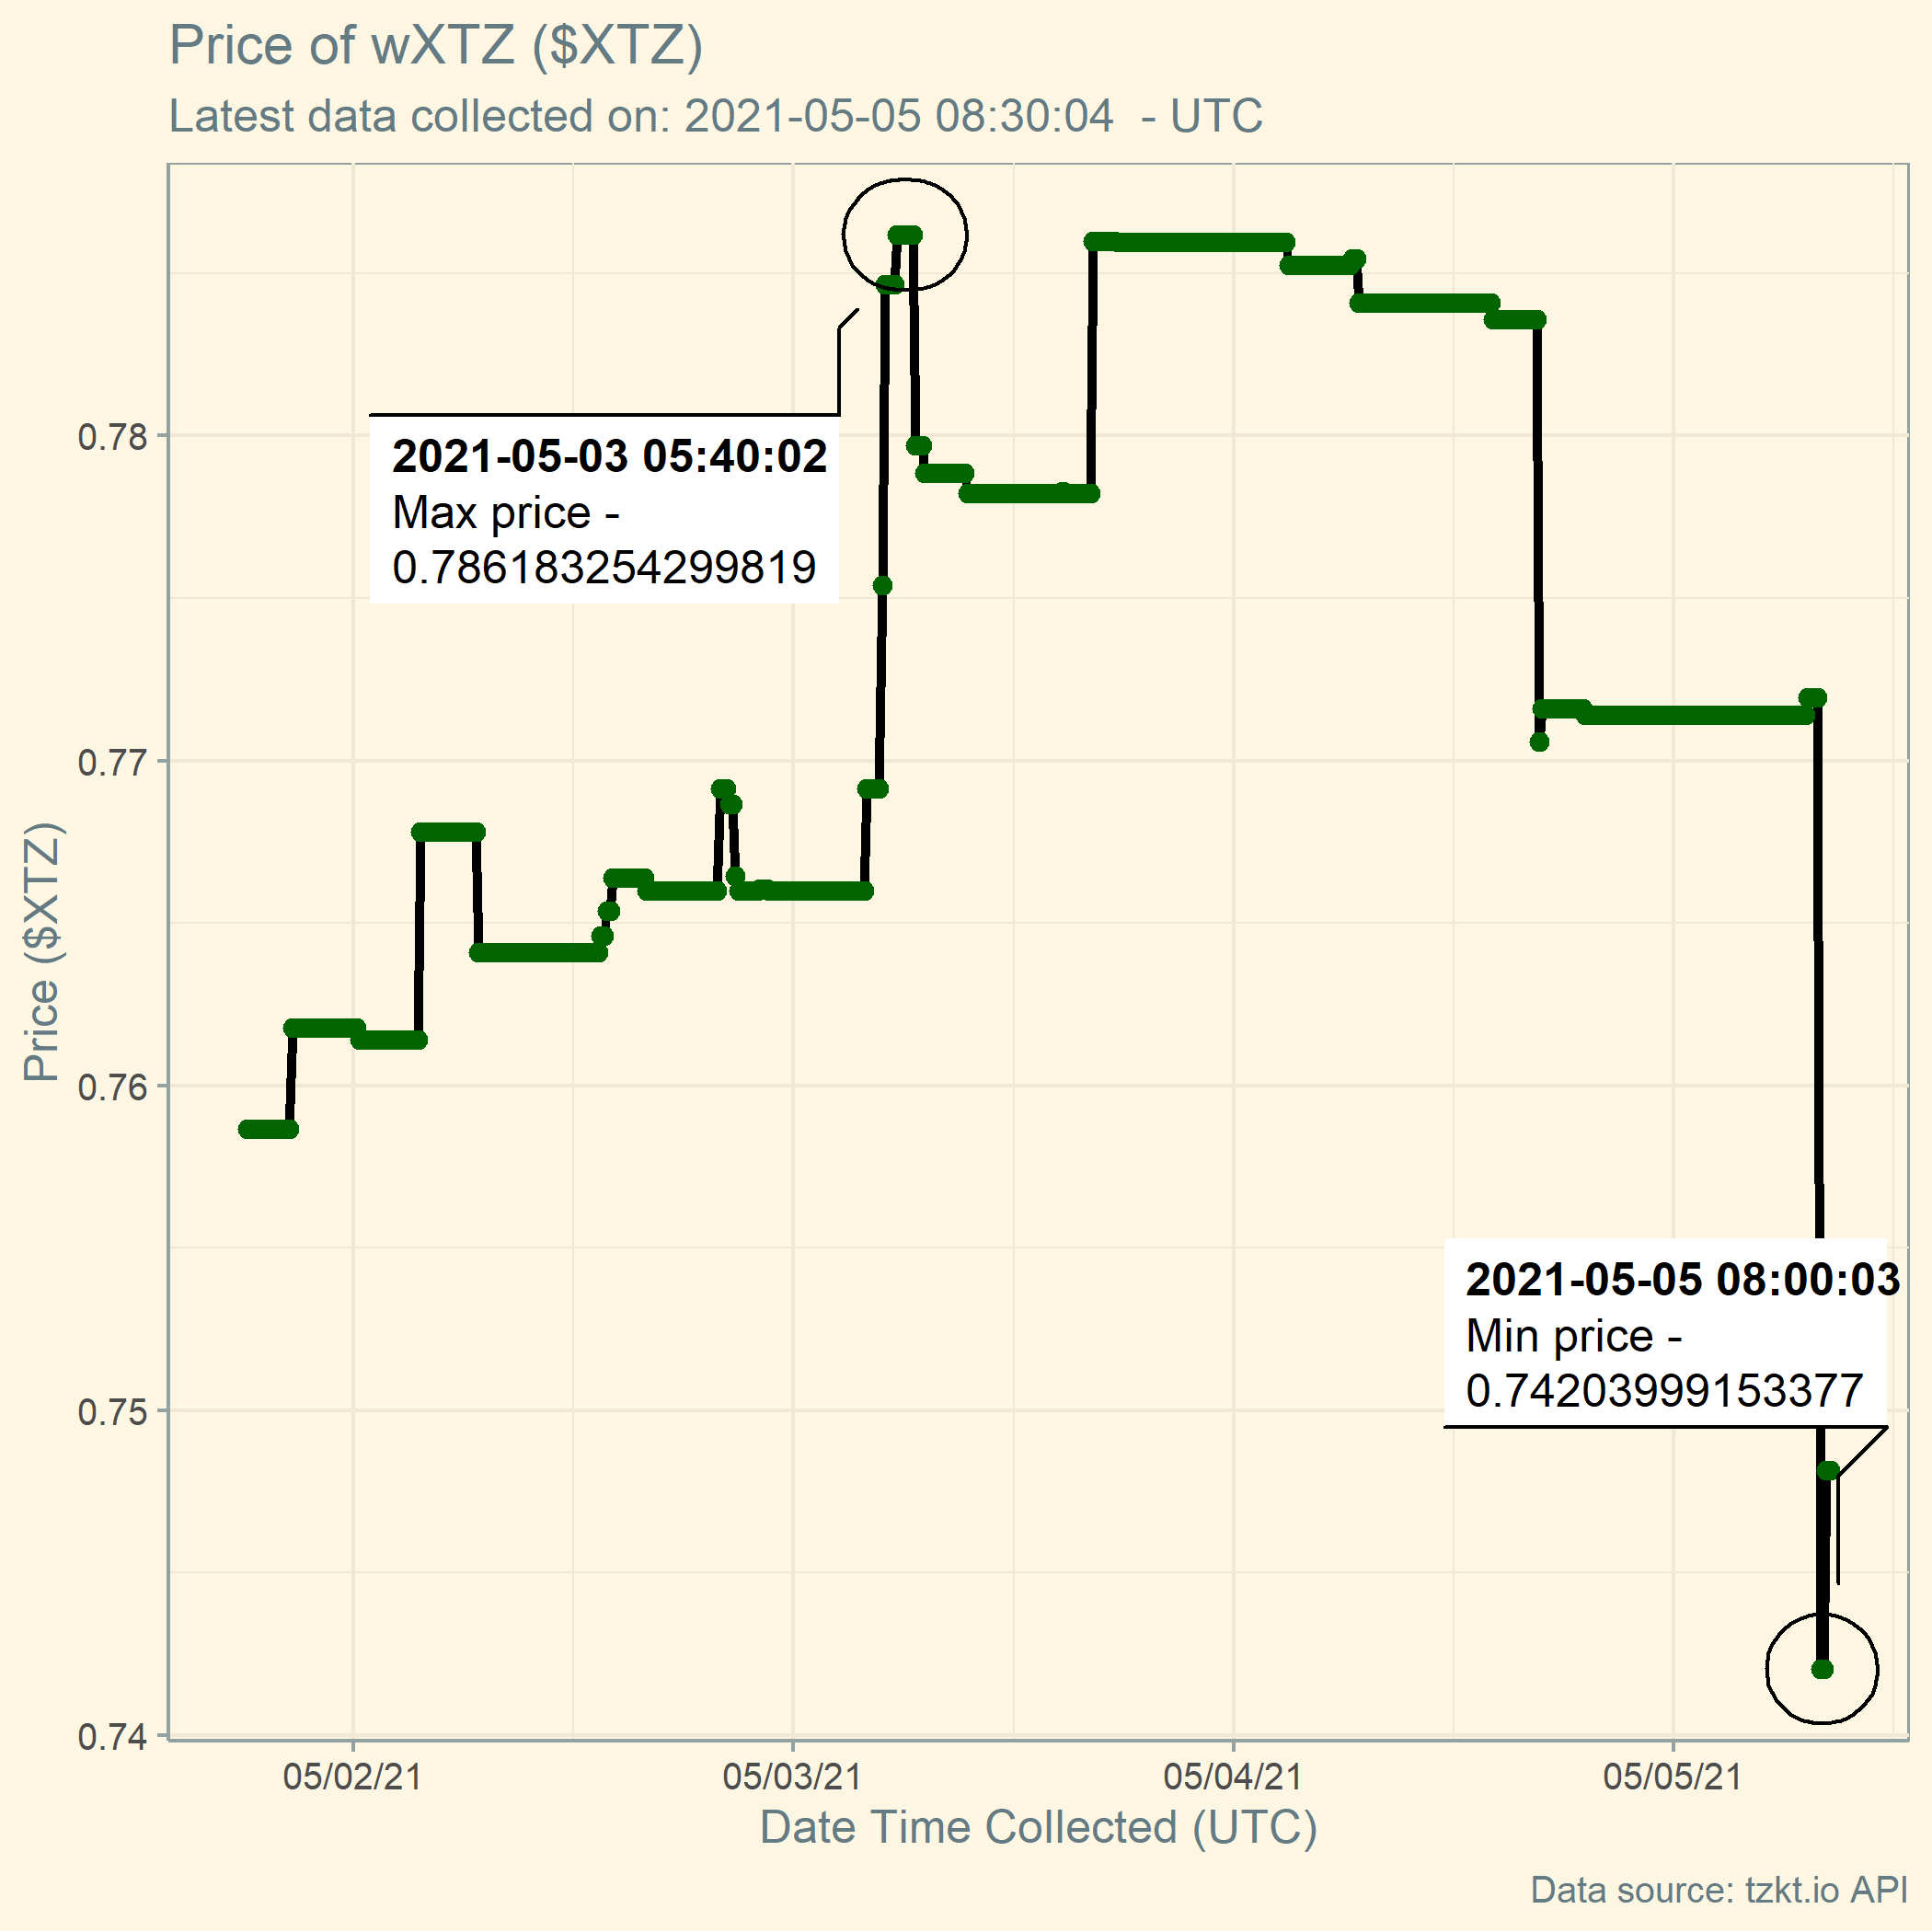 Price of wXTZ ($XTZ)
Latest data collected on: 2021-05-05 08:30:04  - UTC
Price ($XTZ)
0.78
0.77
0.76
0.75
0.74
2021-05-03 05:40:02
Max price -
0.786183254299819
2021-05-05 08:00:03
Min price -
0.74203999153377
05/02/21
05/03/21
05/04/21
05/05/21
Date Time Collected (UTC)
Data source: tzkt.io API